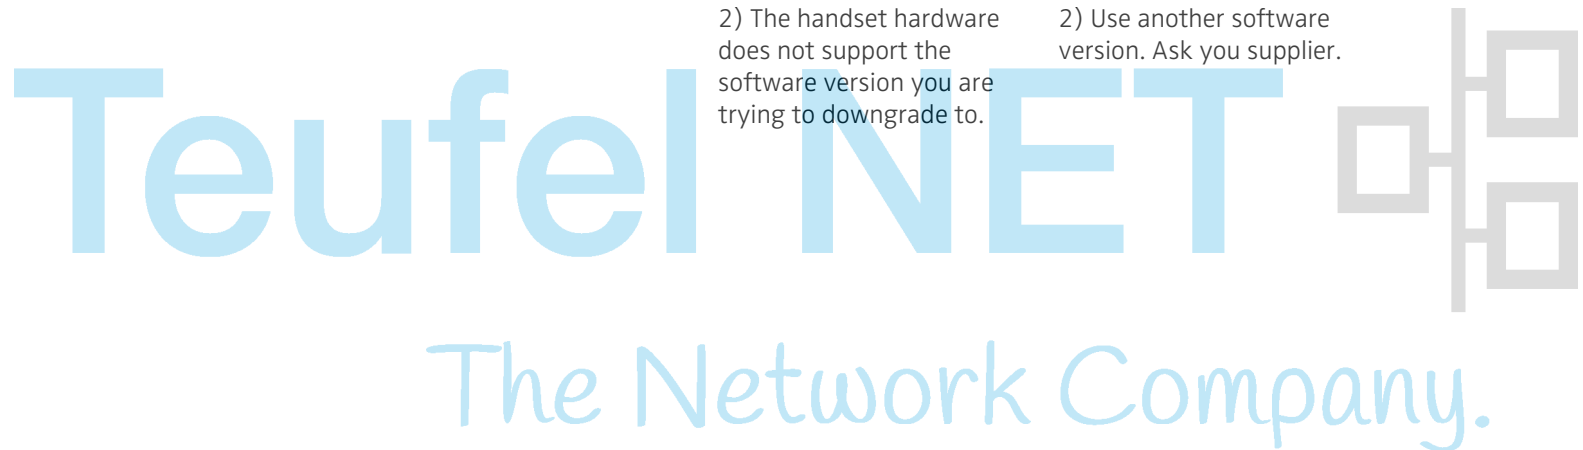 2) The handset hardware
does not support the
software version you are
trying to downgrade to.
2) Use another software
version. Ask you supplier.
Teufel NET
The Network Company.